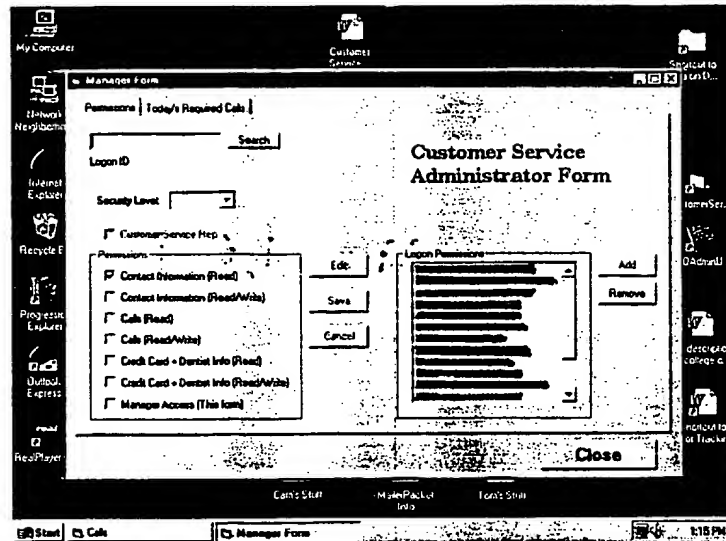 My Computer
Customer
Service
Shortcut to
Manager Form
Network
Permissions Today's Required Calls
Search
Logon ID
Customer Service
Administrator Form
Internet
Explorer
Security Level
Customer Service Rep
Recycle
Permissions
Logon Permissions
Contact Information (Read)
Edit
Add
Contact Information (Read/Write)
Save
Remove
Calls (Read)
Explorer
Calls (Read/Write)
Cancel
Credit Card + Dentist Info (Read)
Outlook
Express
Credit Card + Dentist Info (Read/Write)
Manager Access (This form)
RealPlayer
Close
Cam's Stuff
MailerPacket
Info
Tom's Stuff
Start
Calls
Manager Form
1:15 PM